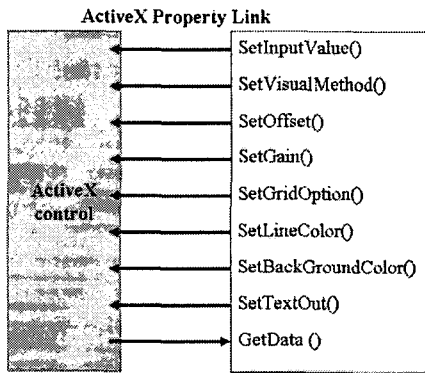 ActiveX Property Link
SetInputValue()
SetVisualMethod()
SetOffset()
SetGain()
ActiveX
control
SetGridOption()
SetLineColor()
SetBackGroundColor()
SetTextOut()
GetData ()